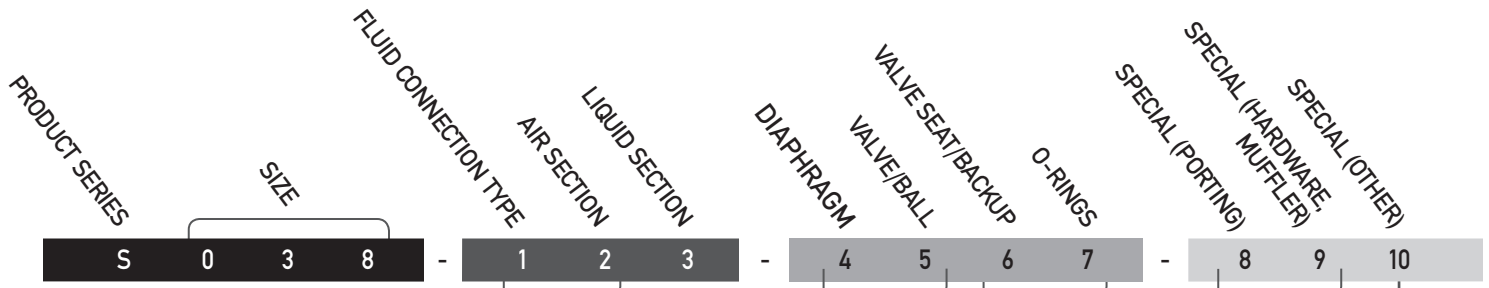 PRODUCT SERIES
SIZE
FLUID CONNECTION TYPE
AIR SECTION
LIQUID SECTION
DIAPHRAGM
VALVE/BALL
VALVE SEAT/BACKUP
O-RINGS
SPECIAL (PORTING)
SPECIAL (HARDWARE,
MUFFLER)
SPECIAL (OTHER)
S 0 3 8 - 1 2 3 - 4 5 6 7 - 8 9 10